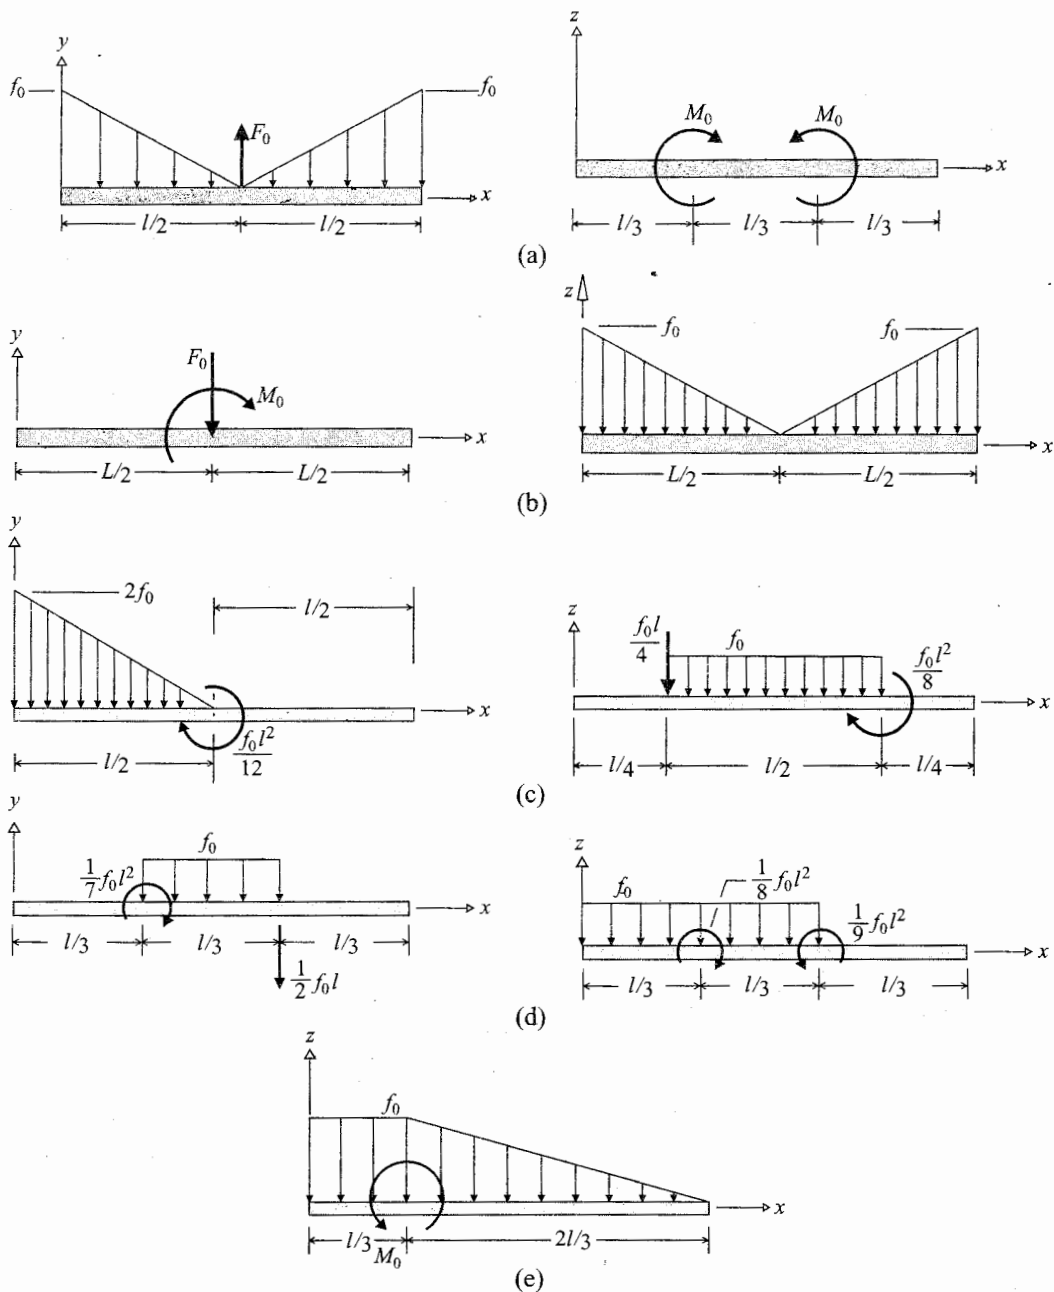 y
f₀
f₀
F₀
x
l/2
l/2
z
M₀
M₀
x
l/3
l/3
l/3
(a)
y
F₀
M₀
x
L/2
L/2
z
f₀
f₀
x
L/2
L/2
(b)
y
2f₀
l/2
x
f₀l²/12
l/2
z
f₀l/4
f₀
f₀l²/8
x
l/4
l/2
l/4
(c)
y
f₀
1/7 f₀l²
x
l/3
l/3
l/3
1/2 f₀l
z
f₀
1/8 f₀l²
1/9 f₀l²
x
l/3
l/3
l/3
(d)
z
f₀
x
l/3
2l/3
M₀
(e)